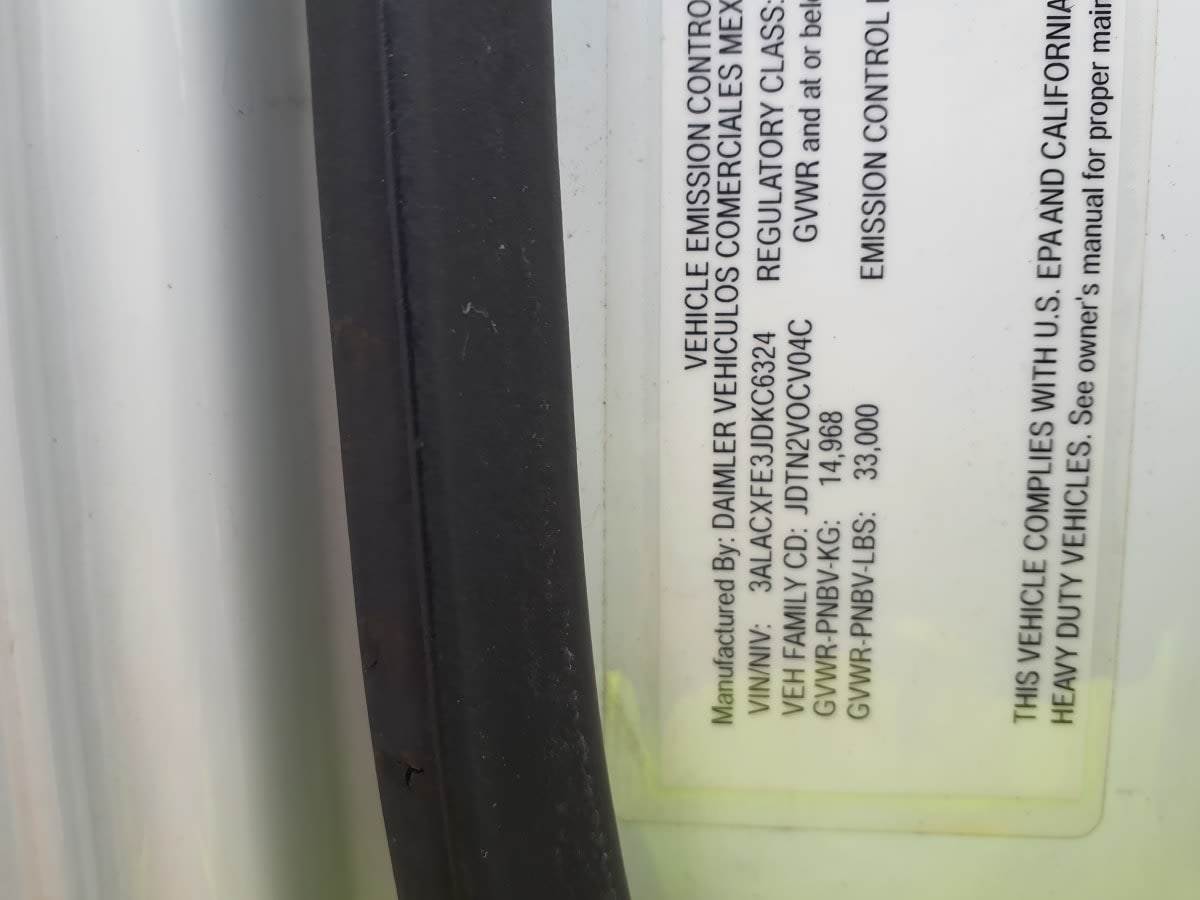 VEHICLE EMISSION CONTRO
Manufactured By: DAIMLER VEHICULOS COMERCIALES MEX
VIN/NIV: 3ALACXFE3JDKC6324 REGULATORY CLASS:
VEH FAMILY CD: JDTN2VOCV04C GVWR and at or belo
GVWR-PNBV-KG: 14,968
GVWR-PNBV-LBS: 33,000 EMISSION CONTROL I
THIS VEHICLE COMPLIES WITH U.S. EPA AND CALIFORNIA
HEAVY DUTY VEHICLES. See owner's manual for proper main